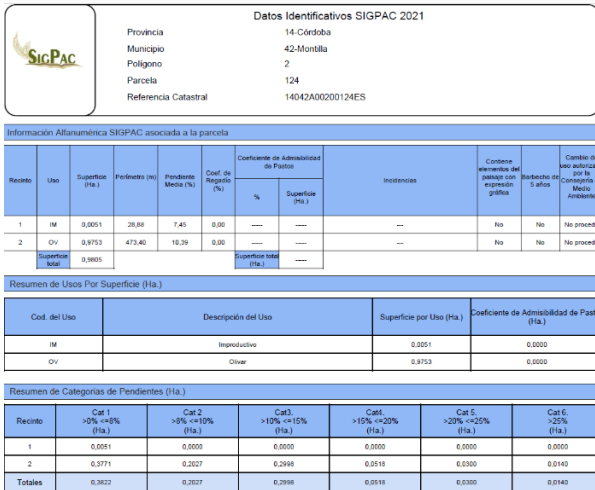 Datos Identificativos SIGPAC 2021
SIGPAC
Provincia 14-Córdoba
Municipio 42-Montilla
Polígono 2
Parcela 124
Referencia Catastral 14042A00200124ES
Información Alfanumérica SIGPAC asociada a la parcela
Recinto Uso Superficie (Ha.) Perímetro (m) Pendiente Media (%) Coef. de Regadío (%) Coeficiente de Admisibilidad de Pastos % Superficie (Ha.) Incidencias Contiene elementos del paisaje con expresión gráfica Barbecho de 5 años Cambio de uso autoriza por la Consejería Medio Ambiente
1 IM 0,0051 28,88 7,45 0,00 ----- ----- --- No No No proced
2 OV 0,9753 473,40 10,39 0,00 ----- ----- --- No No No proced
Superficie total 0,9805 Superficie total (Ha.) -----
Resumen de Usos Por Superficie (Ha.)
Cod. del Uso Descripción del Uso Superficie por Uso (Ha.) Coeficiente de Admisibilidad de Past (Ha.)
IM Improductivo 0,0051 0,0000
OV Olivar 0,9753 0,0000
Resumen de Categorías de Pendientes (Ha.)
Recinto Cat 1 >0% <=8% (Ha.) Cat 2 >8% <=10% (Ha.) Cat3. >10% <=15% (Ha.) Cat4. >15% <=20% (Ha.) Cat 5. >20% <=25% (Ha.) Cat 6. >25% (Ha.)
1 0,0051 0,0000 0,0000 0,0000 0,0000 0,0000
2 0,3771 0,2027 0,2998 0,0518 0,0300 0,0140
Totales 0,3822 0,2027 0,2998 0,0518 0,0300 0,0140